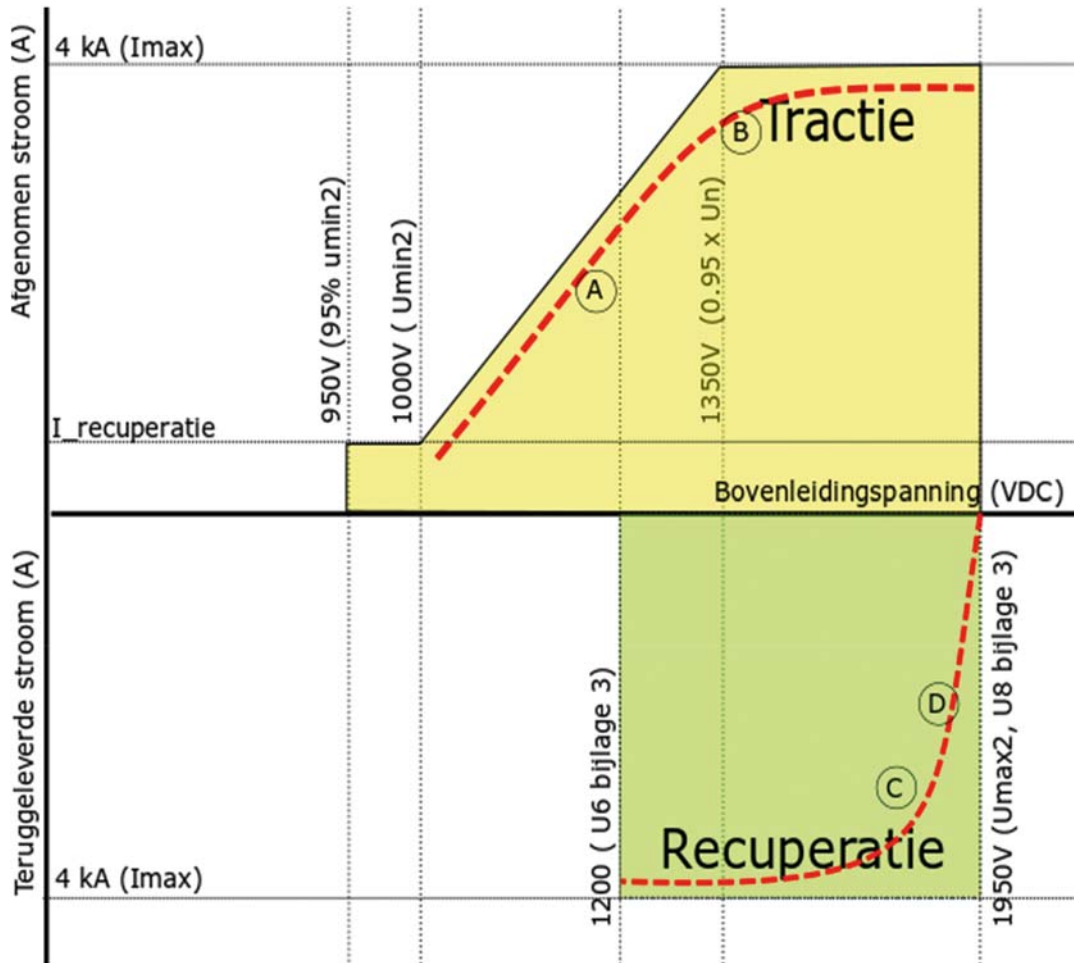 Afgenomen stroom (A)
4 kA (Imax)
950V (95% umin2)
1000V ( Umin2)
1350V (0.95 x Un)
B
Tractie
A
I_recuperatie
Bovenleidingspanning (VDC)
Teruggeleverde stroom (A)
1200 ( U6 bijlage 3)
1950V (Umax2, U8 bijlage 3)
D
C
Recuperatie
4 kA (Imax)